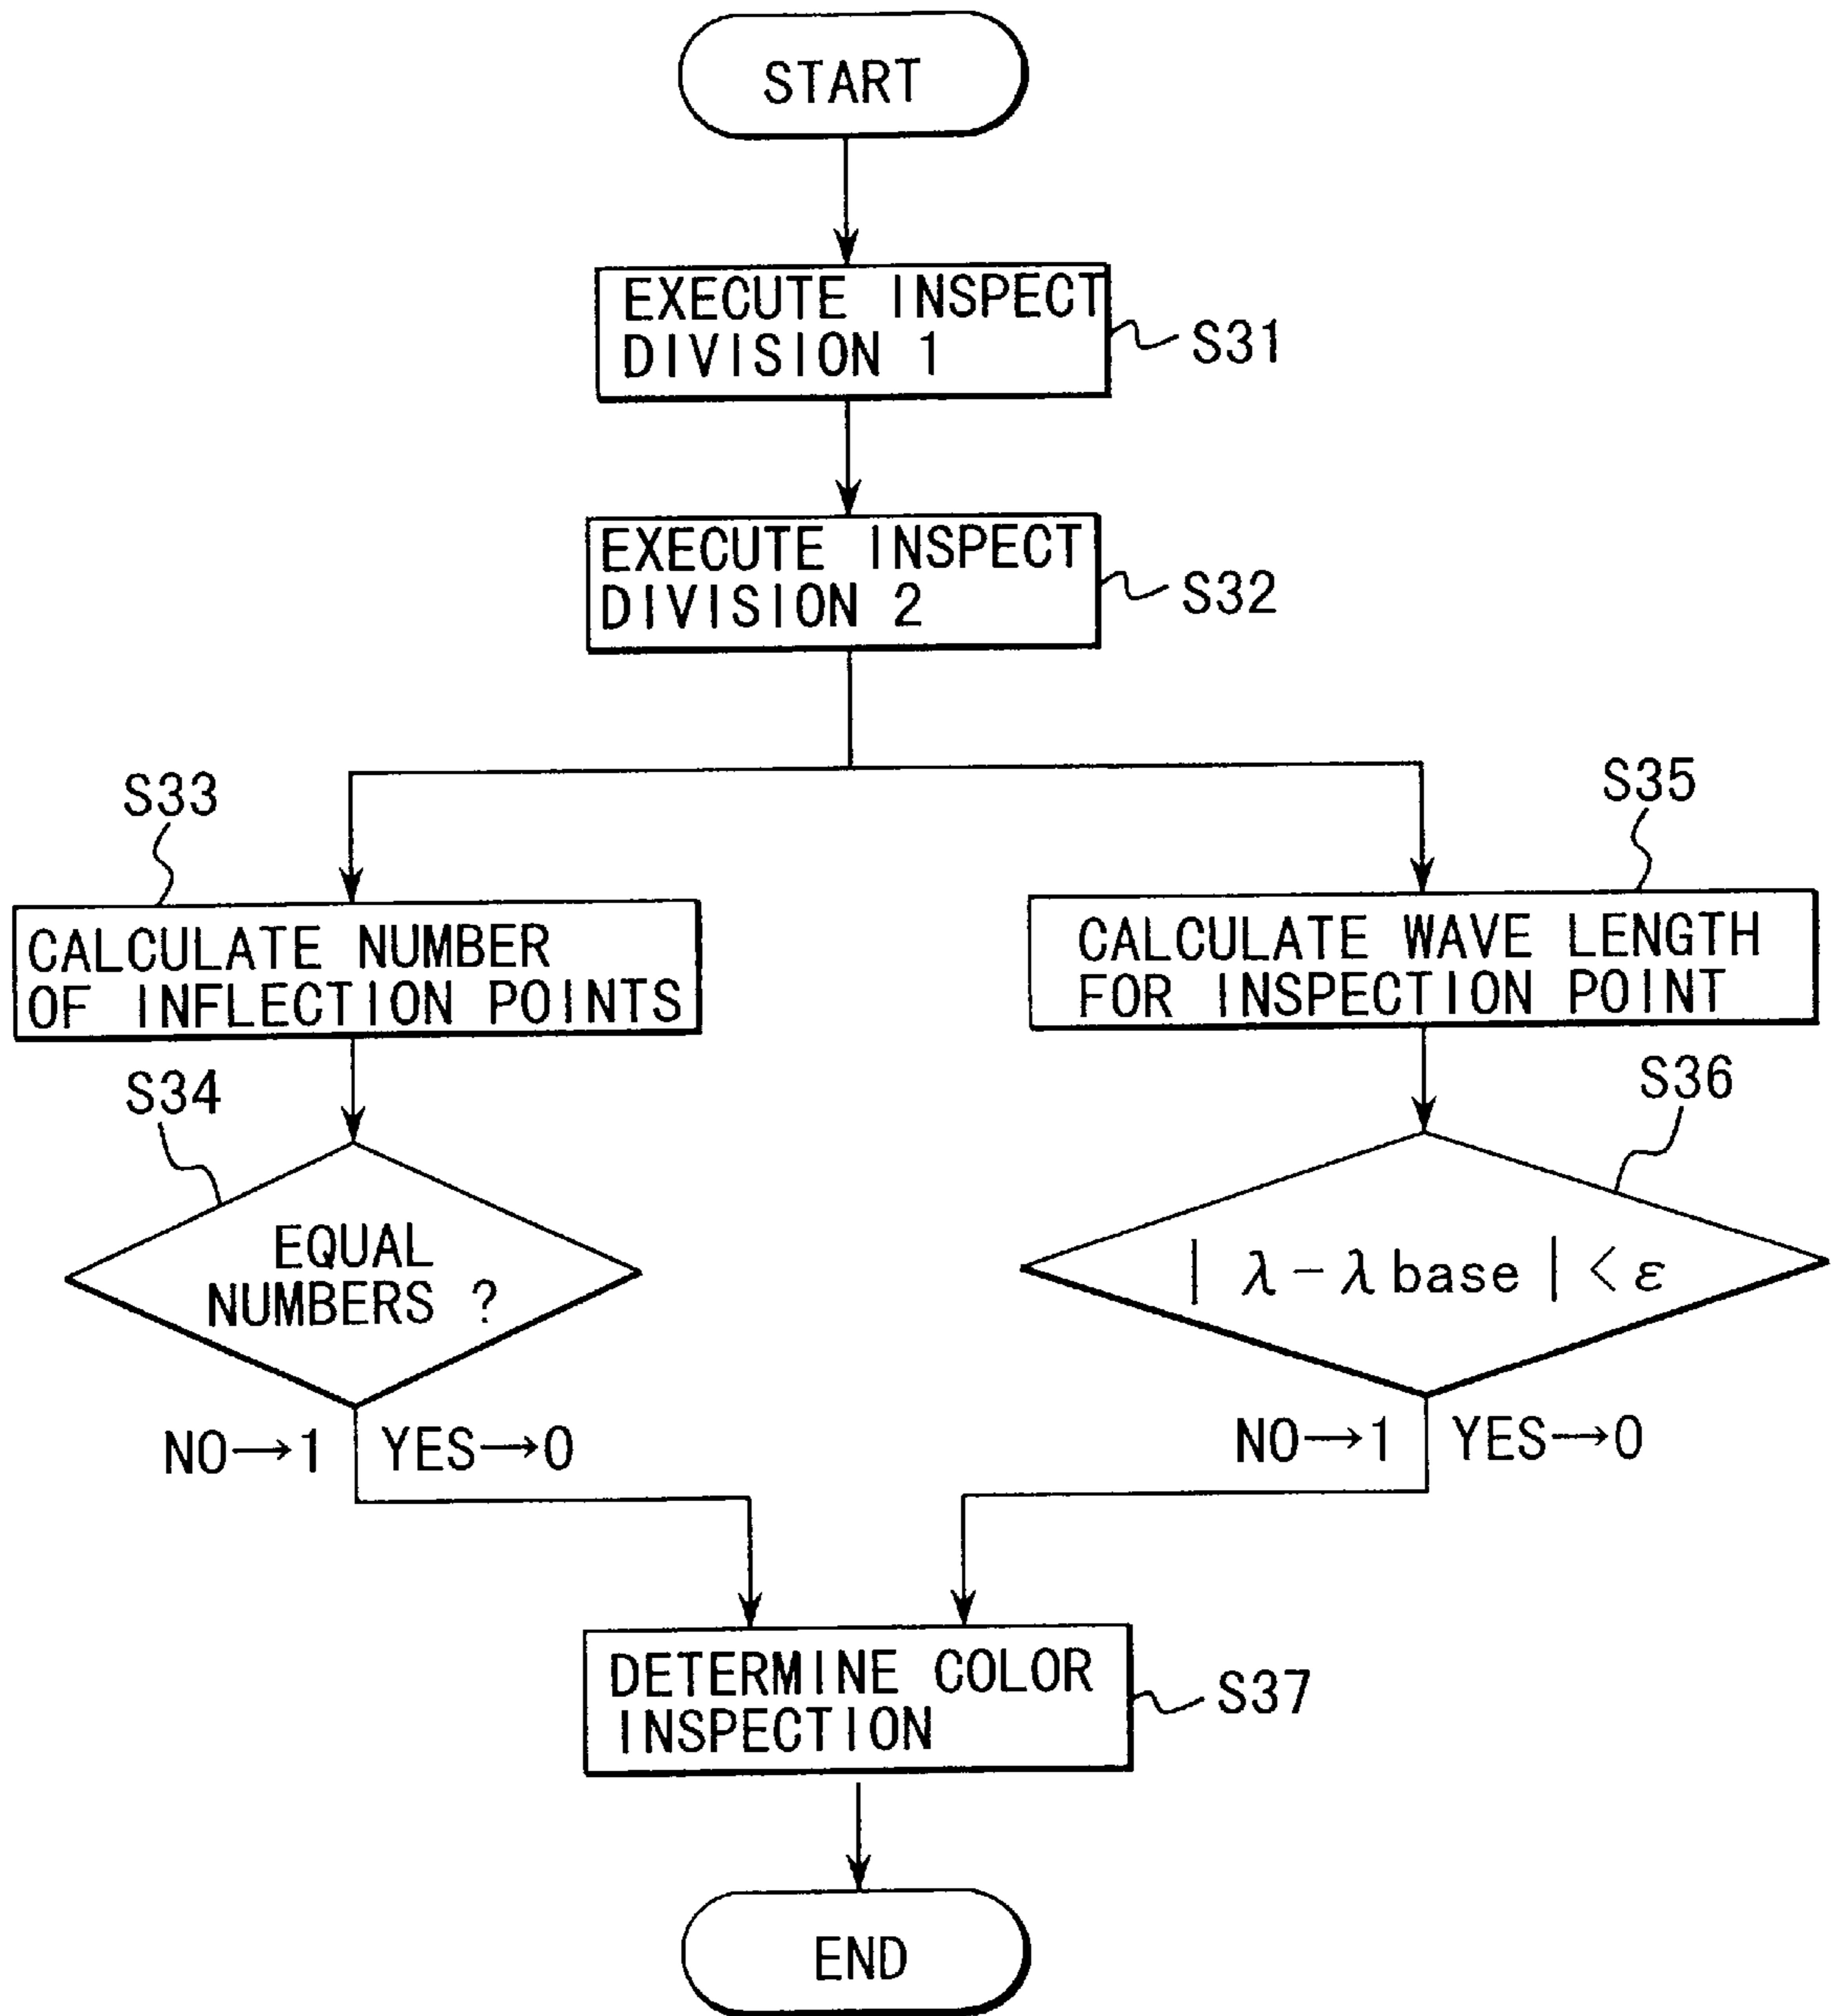 START
EXECUTE INSPECT
DIVISION 1
S31
EXECUTE INSPECT
DIVISION 2
S32
S33
CALCULATE NUMBER
OF INFLECTION POINTS
S34
EQUAL
NUMBERS ?
NO→1 YES→0
S35
CALCULATE WAVE LENGTH
FOR INSPECTION POINT
S36
| λ - λ base | < ε
NO→1 YES→0
DETERMINE COLOR
INSPECTION
S37
END